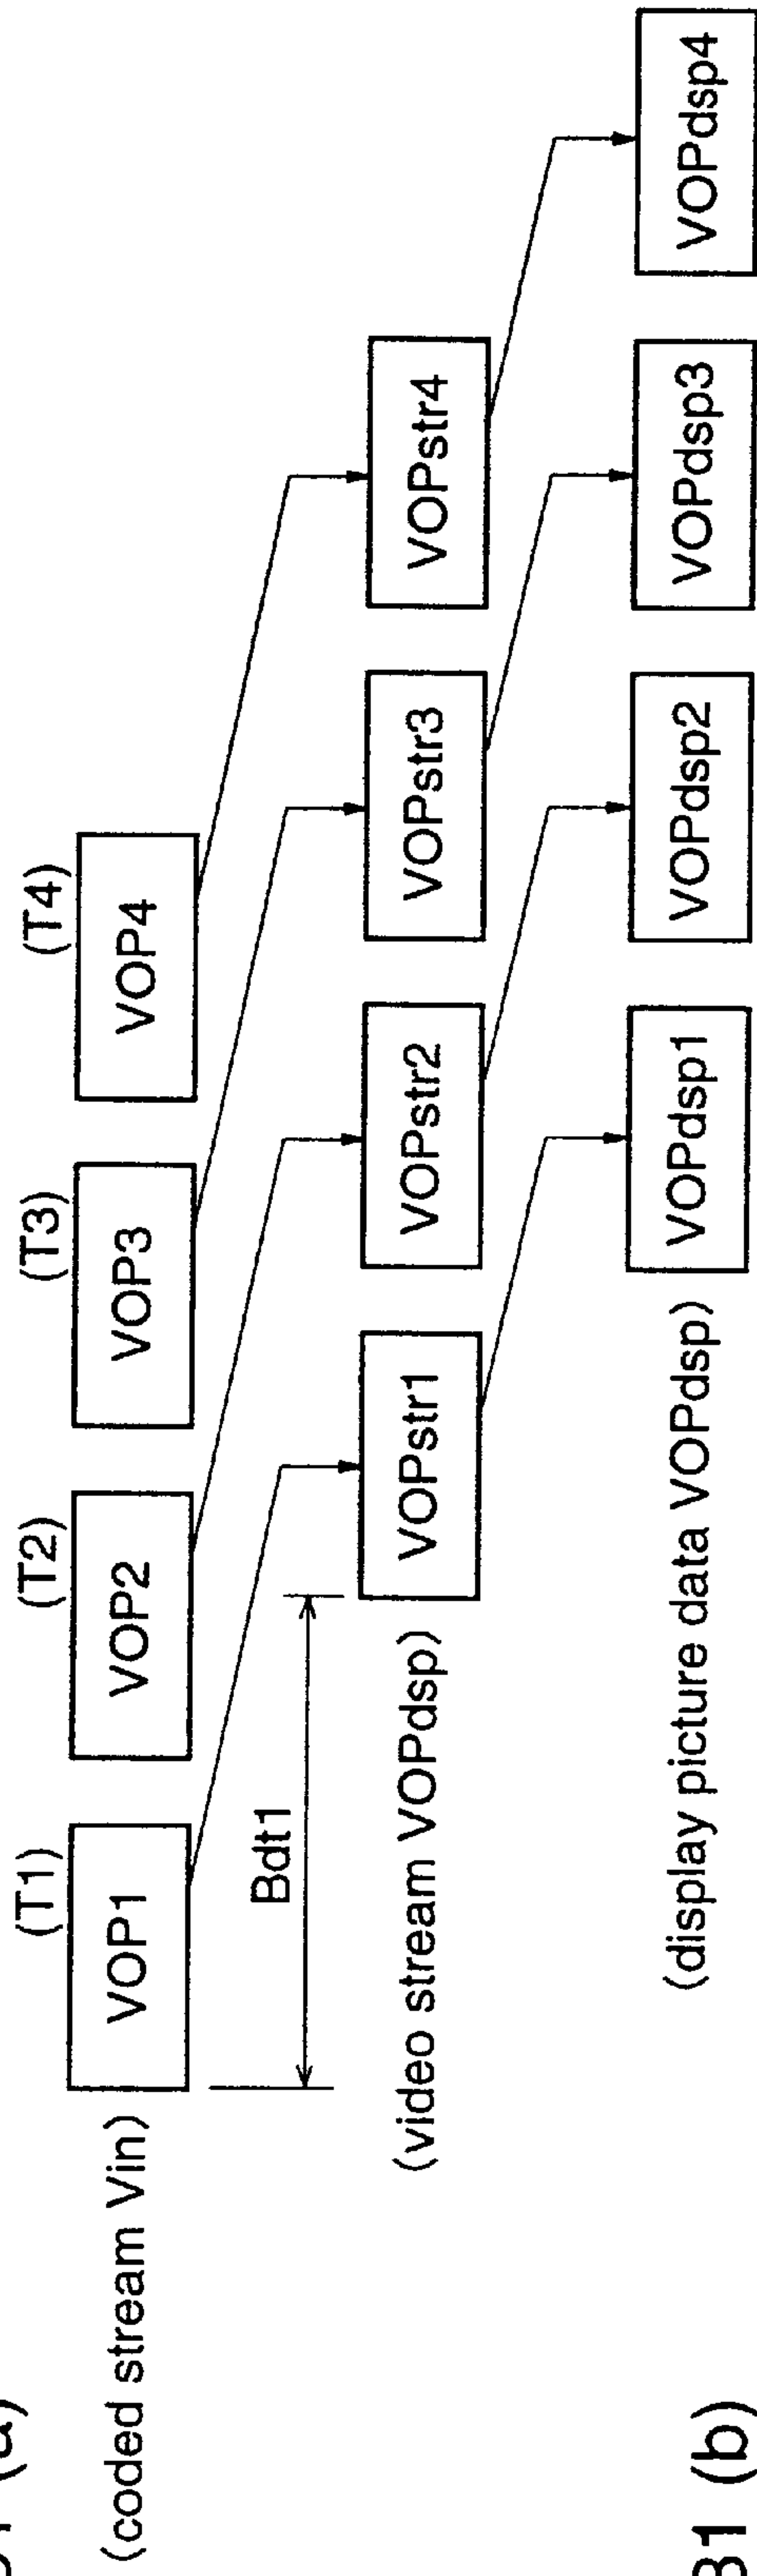 (a)
(T1) (T2) (T3) (T4)
(coded stream Vin) VOP1 VOP2 VOP3 VOP4
Bdt1
(video stream VOPdsp) VOPstr1 VOPstr2 VOPstr3 VOPstr4
(display picture data VOPdsp) VOPdsp1 VOPdsp2 VOPdsp3 VOPdsp4
31 (b)